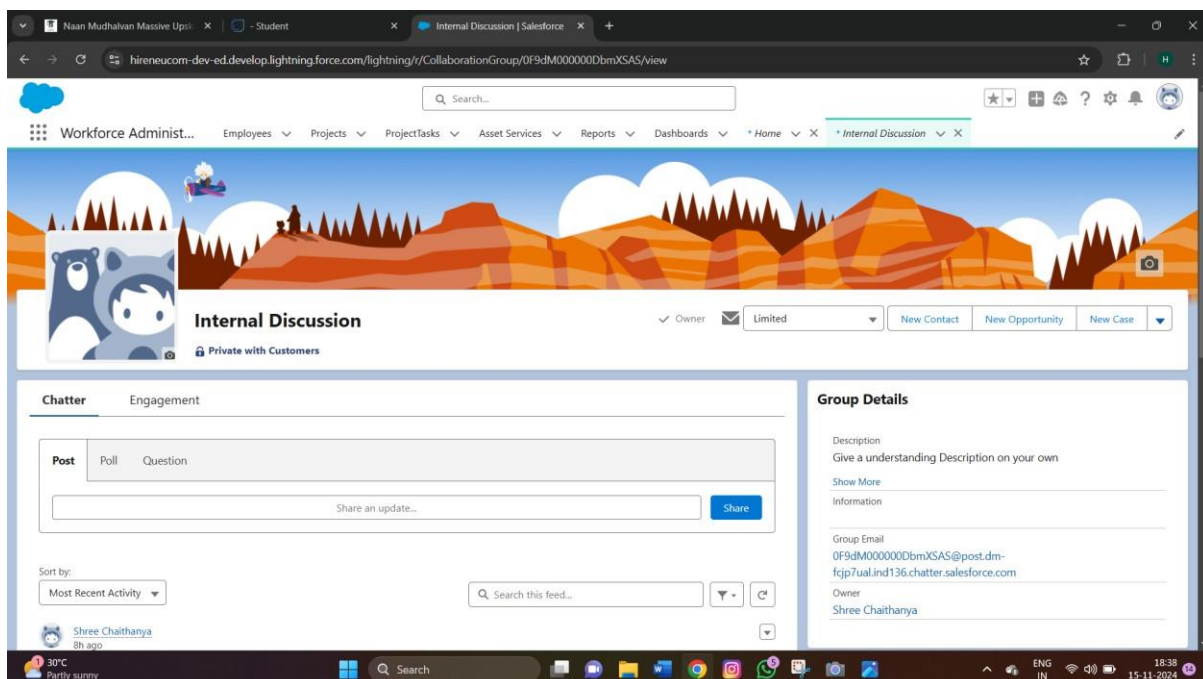 Naan Mudhalvan Massive Upsk
- Student
Internal Discussion | Salesforce
hireneucom-dev-ed.develop.lightning.force.com/lightning/r/CollaborationGroup/0F9dM000000DbmXSAS/view
H
Search...
Workforce Administ...
Employees
Projects
ProjectTasks
Asset Services
Reports
Dashboards
* Home
* Internal Discussion
Internal Discussion
Private with Customers
Owner
Limited
New Contact
New Opportunity
New Case
Chatter
Engagement
Post
Poll
Question
Share an update...
Share
Sort by:
Most Recent Activity
Search this feed...
Shree Chaithanya
8h ago
Group Details
Description
Give a understanding Description on your own
Show More
Information
Group Email
0F9dM000000DbmXSAS@post.dm-
fcjp7ual.ind136.chatter.salesforce.com
Owner
Shree Chaithanya
1
30°C
Partly sunny
Search
5
ENG
IN
18:38
15-11-2024
14